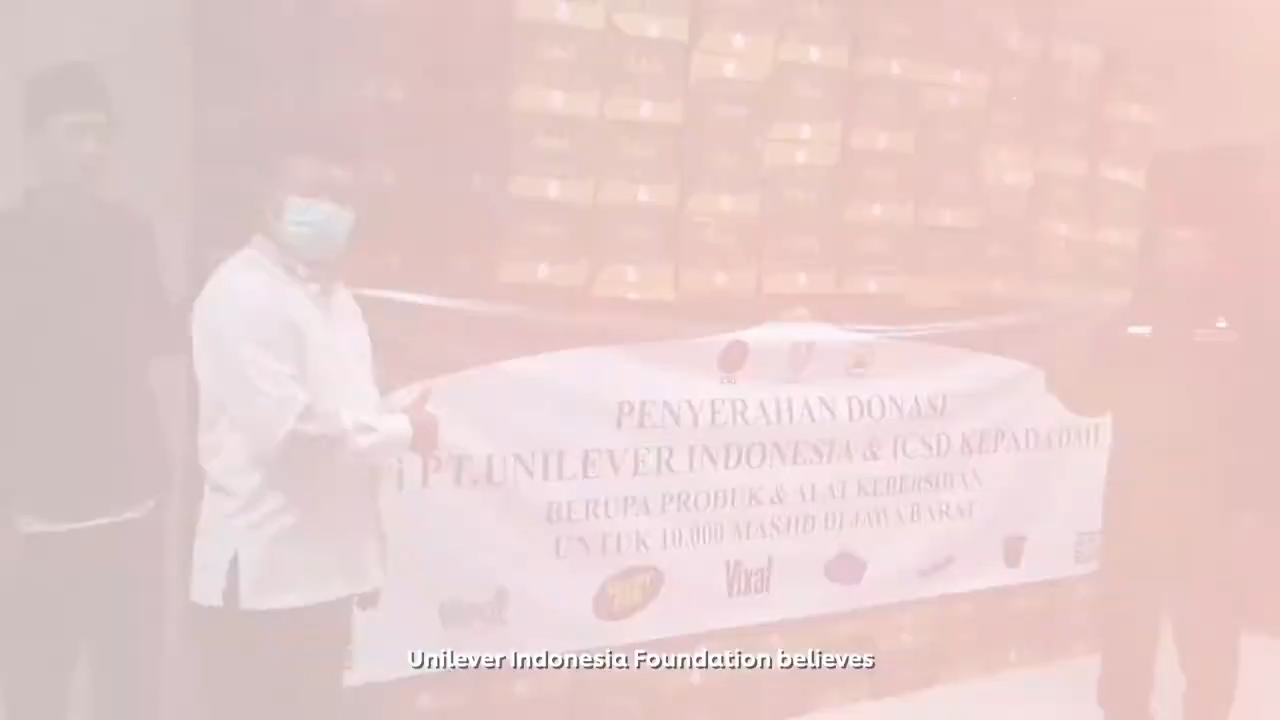 PENYERAHAN DONASI
PT.UNILEVER INDONESIA & ICSD KEPADA DMI
BERUPA PRODUK & ALAT KEBERSIHAN
UNTUK 10.000 MASJID DI JAWA BARAT
Vixal
Unilever Indonesia Foundation believes